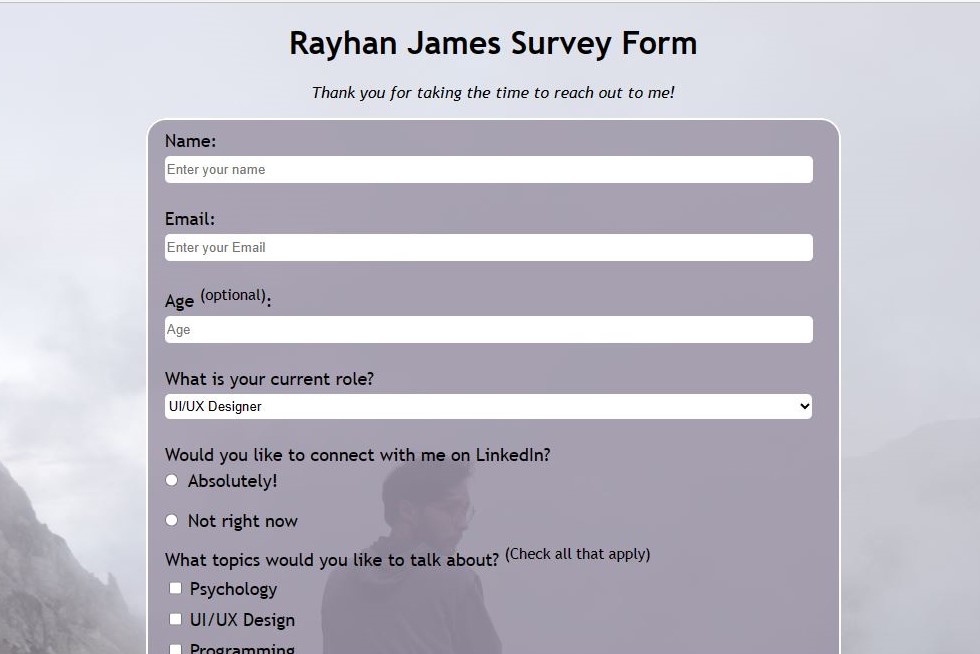 Rayhan James Survey Form
Thank you for taking the time to reach out to me!
Name:
Enter your name
Email:
Enter your Email
Age (optional):
Age
What is your current role?
UI/UX Designer
Would you like to connect with me on LinkedIn?
Absolutely!
Not right now
What topics would you like to talk about? (Check all that apply)
Psychology
UI/UX Design
Programming